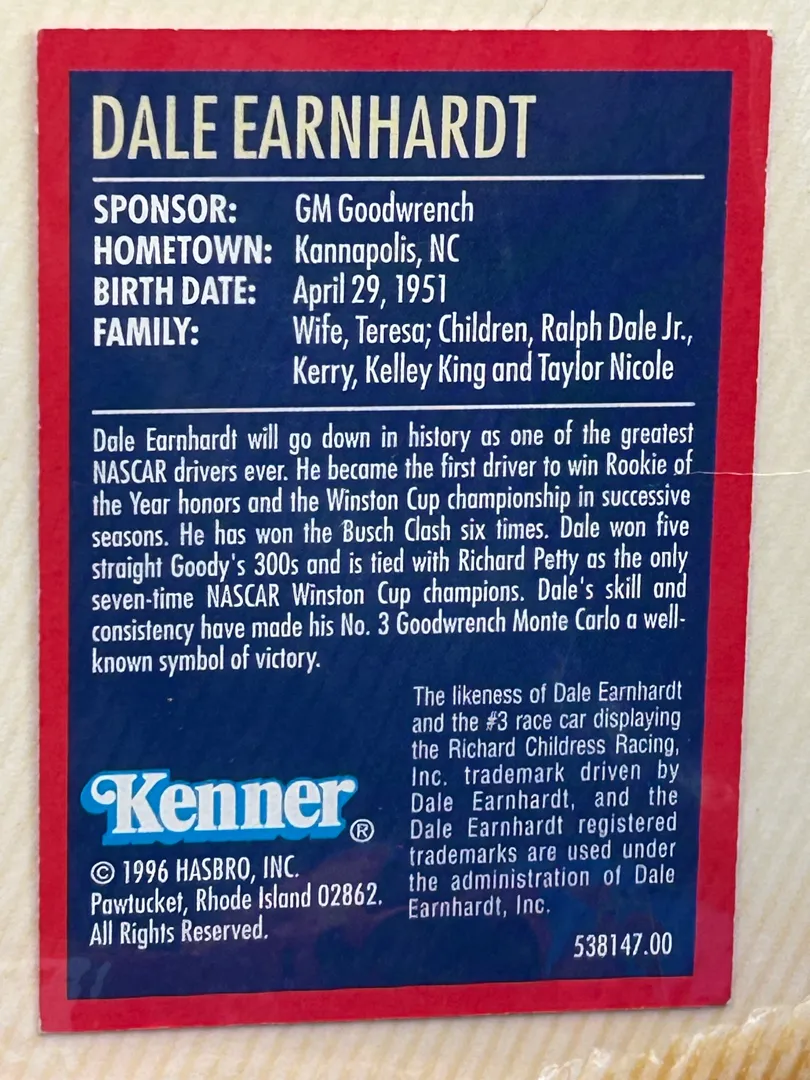 DALE EARNHARDT
SPONSOR: GM Goodwrench
HOMETOWN: Kannapolis, NC
BIRTH DATE: April 29, 1951
FAMILY: Wife, Teresa; Children, Ralph Dale Jr.,
Kerry, Kelley King and Taylor Nicole
Dale Earnhardt will go down in history as one of the greatest
NASCAR drivers ever. He became the first driver to win Rookie of
the Year honors and the Winston Cup championship in successive
seasons. He has won the Busch Clash six times. Dale won five
straight Goody's 300s and is tied with Richard Petty as the only
seven-time NASCAR Winston Cup champions. Dale's skill and
consistency have made his No. 3 Goodwrench Monte Carlo a well-
known symbol of victory.
The likeness of Dale Earnhardt
and the #3 race car displaying
the Richard Childress Racing,
Inc. trademark driven by
Dale Earnhardt, and the
Dale Earnhardt registered
trademarks are used under
the administration of Dale
Earnhardt, Inc.
Kenner®
© 1996 HASBRO, INC.
Pawtucket, Rhode Island 02862.
All Rights Reserved.
538147.00